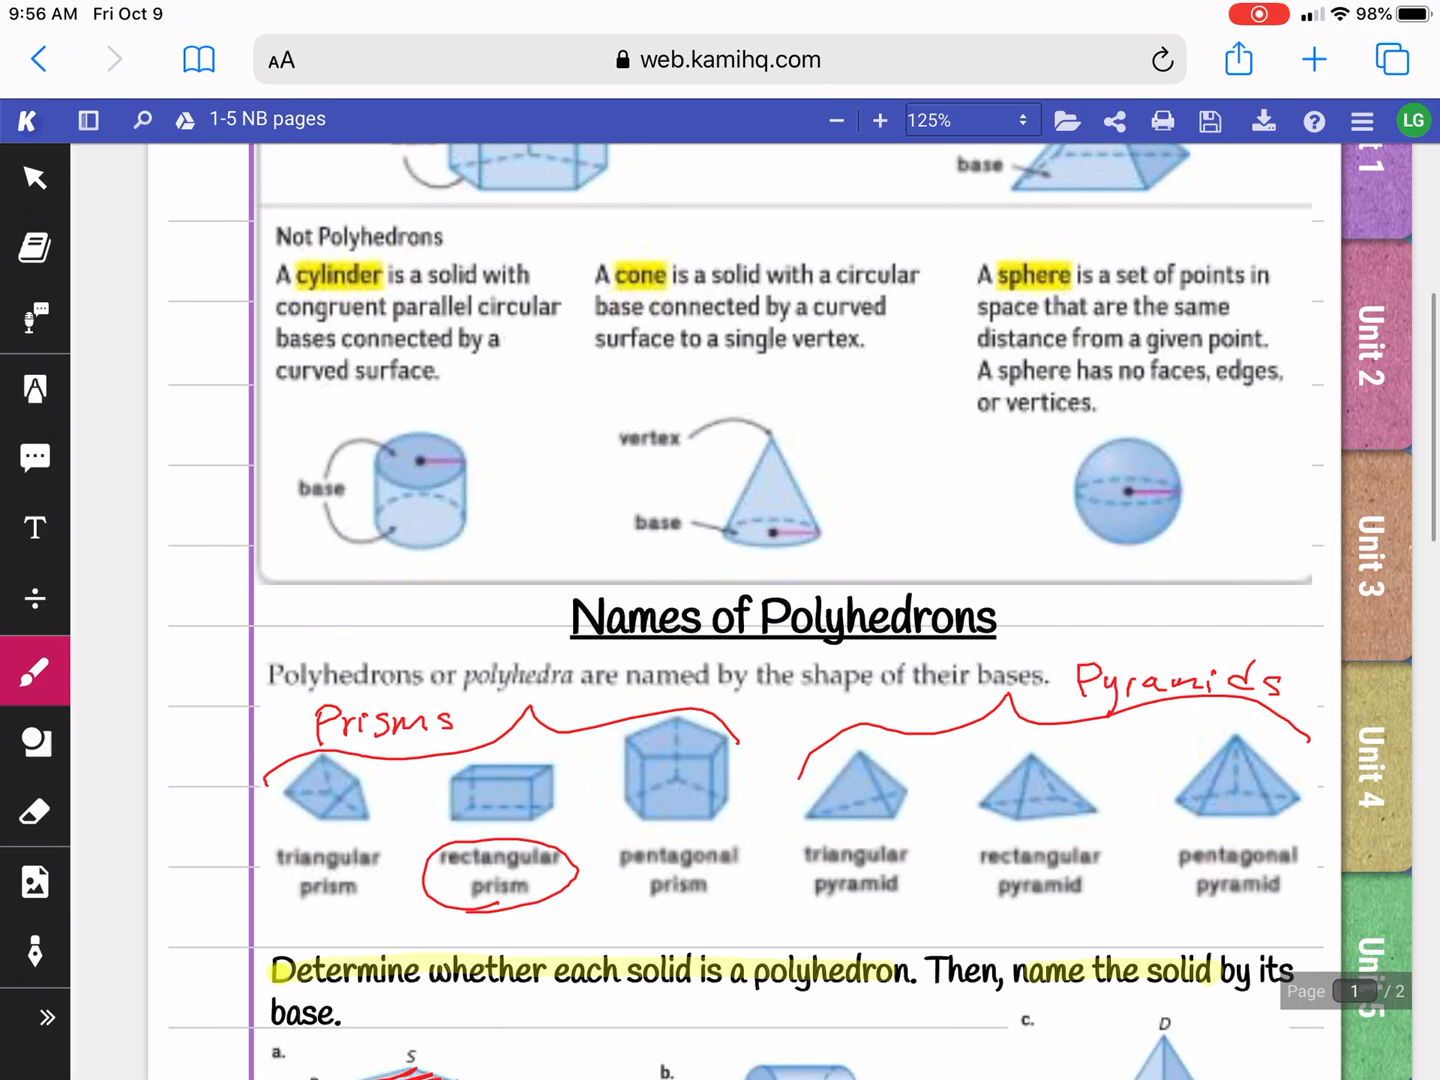 9:56 AM Fri Oct 9
98%
AA
web.kamihq.com
K
1-5 NB pages
125%
LG
base
Not Polyhedrons
A cylinder is a solid with
congruent parallel circular
bases connected by a
curved surface.
A cone is a solid with a circular
base connected by a curved
surface to a single vertex.
A sphere is a set of points in
space that are the same
distance from a given point.
A sphere has no faces, edges,
or vertices.
base
vertex
base
Names of Polyhedrons
Polyhedrons or polyhedra are named by the shape of their bases.
Prisms
Pyramids
triangular
prism
rectangular
prism
pentagonal
prism
triangular
pyramid
rectangular
pyramid
pentagonal
pyramid
Determine whether each solid is a polyhedron. Then, name the solid by its
base.
a.
S
b.
c.
D
t 1
Unit 2
Unit 3
Unit 4
Page 1 / 2
T